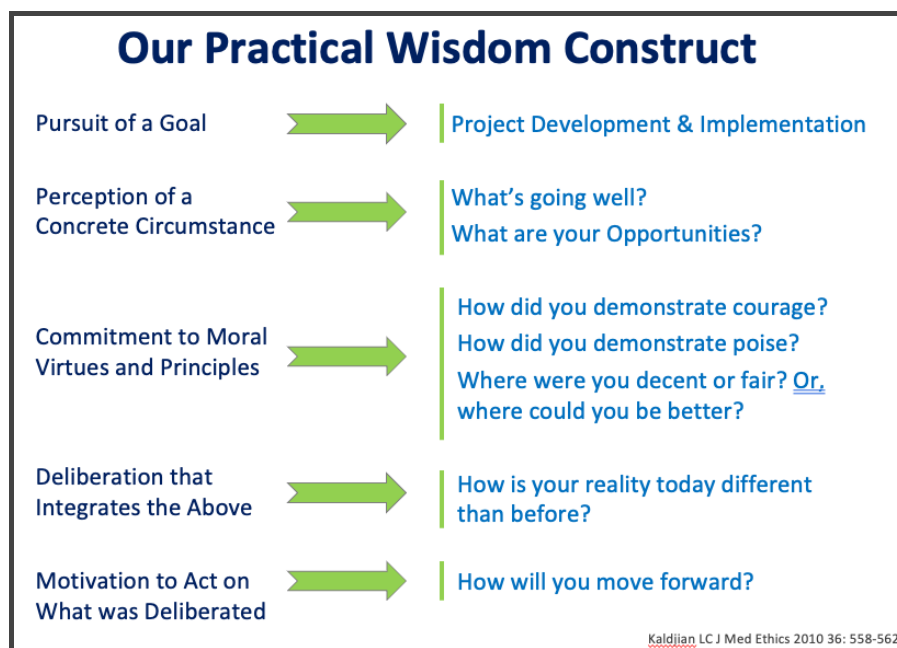 Our Practical Wisdom Construct
Pursuit of a Goal
Project Development & Implementation
Perception of a
Concrete Circumstance
What's going well?
What are your Opportunities?
Commitment to Moral
Virtues and Principles
How did you demonstrate courage?
How did you demonstrate poise?
Where were you decent or fair? Or,
where could you be better?
Deliberation that
Integrates the Above
How is your reality today different
than before?
Motivation to Act on
What was Deliberated
How will you move forward?
Kaldjian LC J Med Ethics 2010 36: 558-562